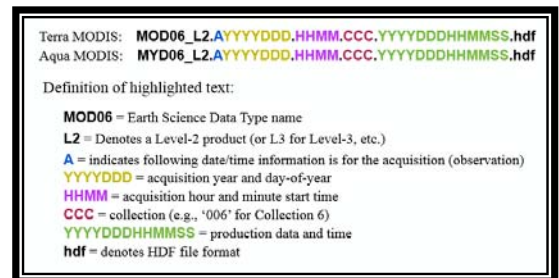 Terra MODIS: MOD06_L2.AYYYYDDD.HHMM.CCC.YYYYDDDHHMMSS.hdf
Aqua MODIS: MYD06_L2.AYYYYDDD.HHMM.CCC.YYYYDDDHHMMSS.hdf
Definition of highlighted text:
MOD06 = Earth Science Data Type name
L2 = Denotes a Level-2 product (or L3 for Level-3, etc.)
A = indicates following date/time information is for the acquisition (observation)
YYYYDDD = acquisition year and day-of-year
HHMM = acquisition hour and minute start time
CCC = collection (e.g., ‘006’ for Collection 6)
YYYYDDDHHMMSS = production data and time
hdf = denotes HDF file format